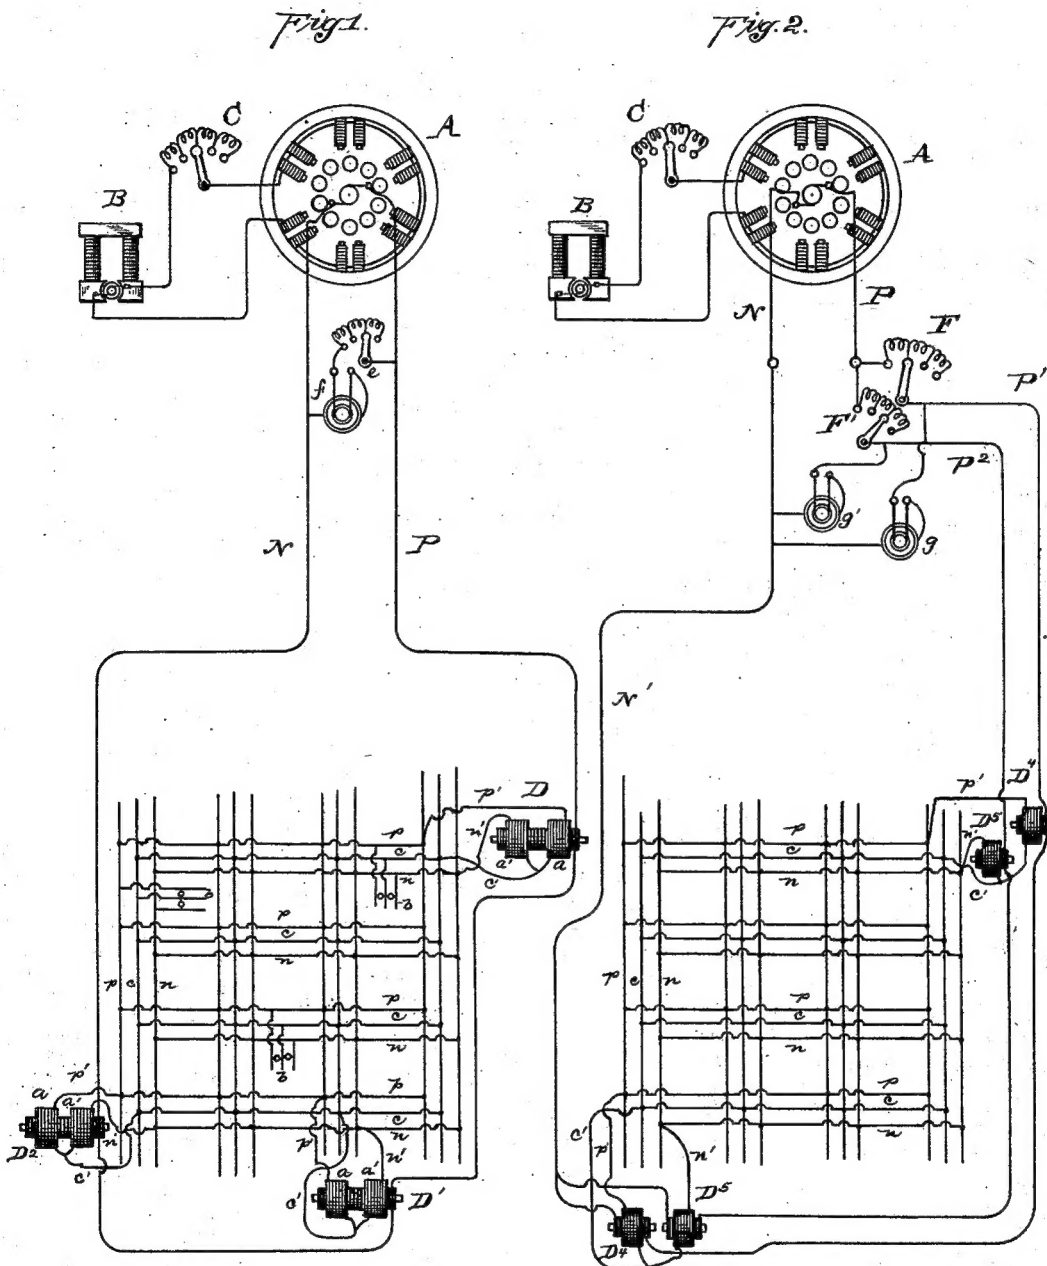 Fig. 1.
Fig. 2.
C
A
B
C
A
B
e
f
N
P
N
P
F
P'
F'
P²
g'
g
N'
p'
D
n'
a'
a
c'
p
c
n
b
p
c
n
p
c
n
p
c
n
b
p'
a
a'
n'
D2
c'
p
c
n
p'
n'
a
a'
c'
D'
p'
D⁴
n'
D⁵
c'
p
c
n
p
c
n
p
c
n
p
c
n
p
c
n
c'
p'
n'
D⁵
D4